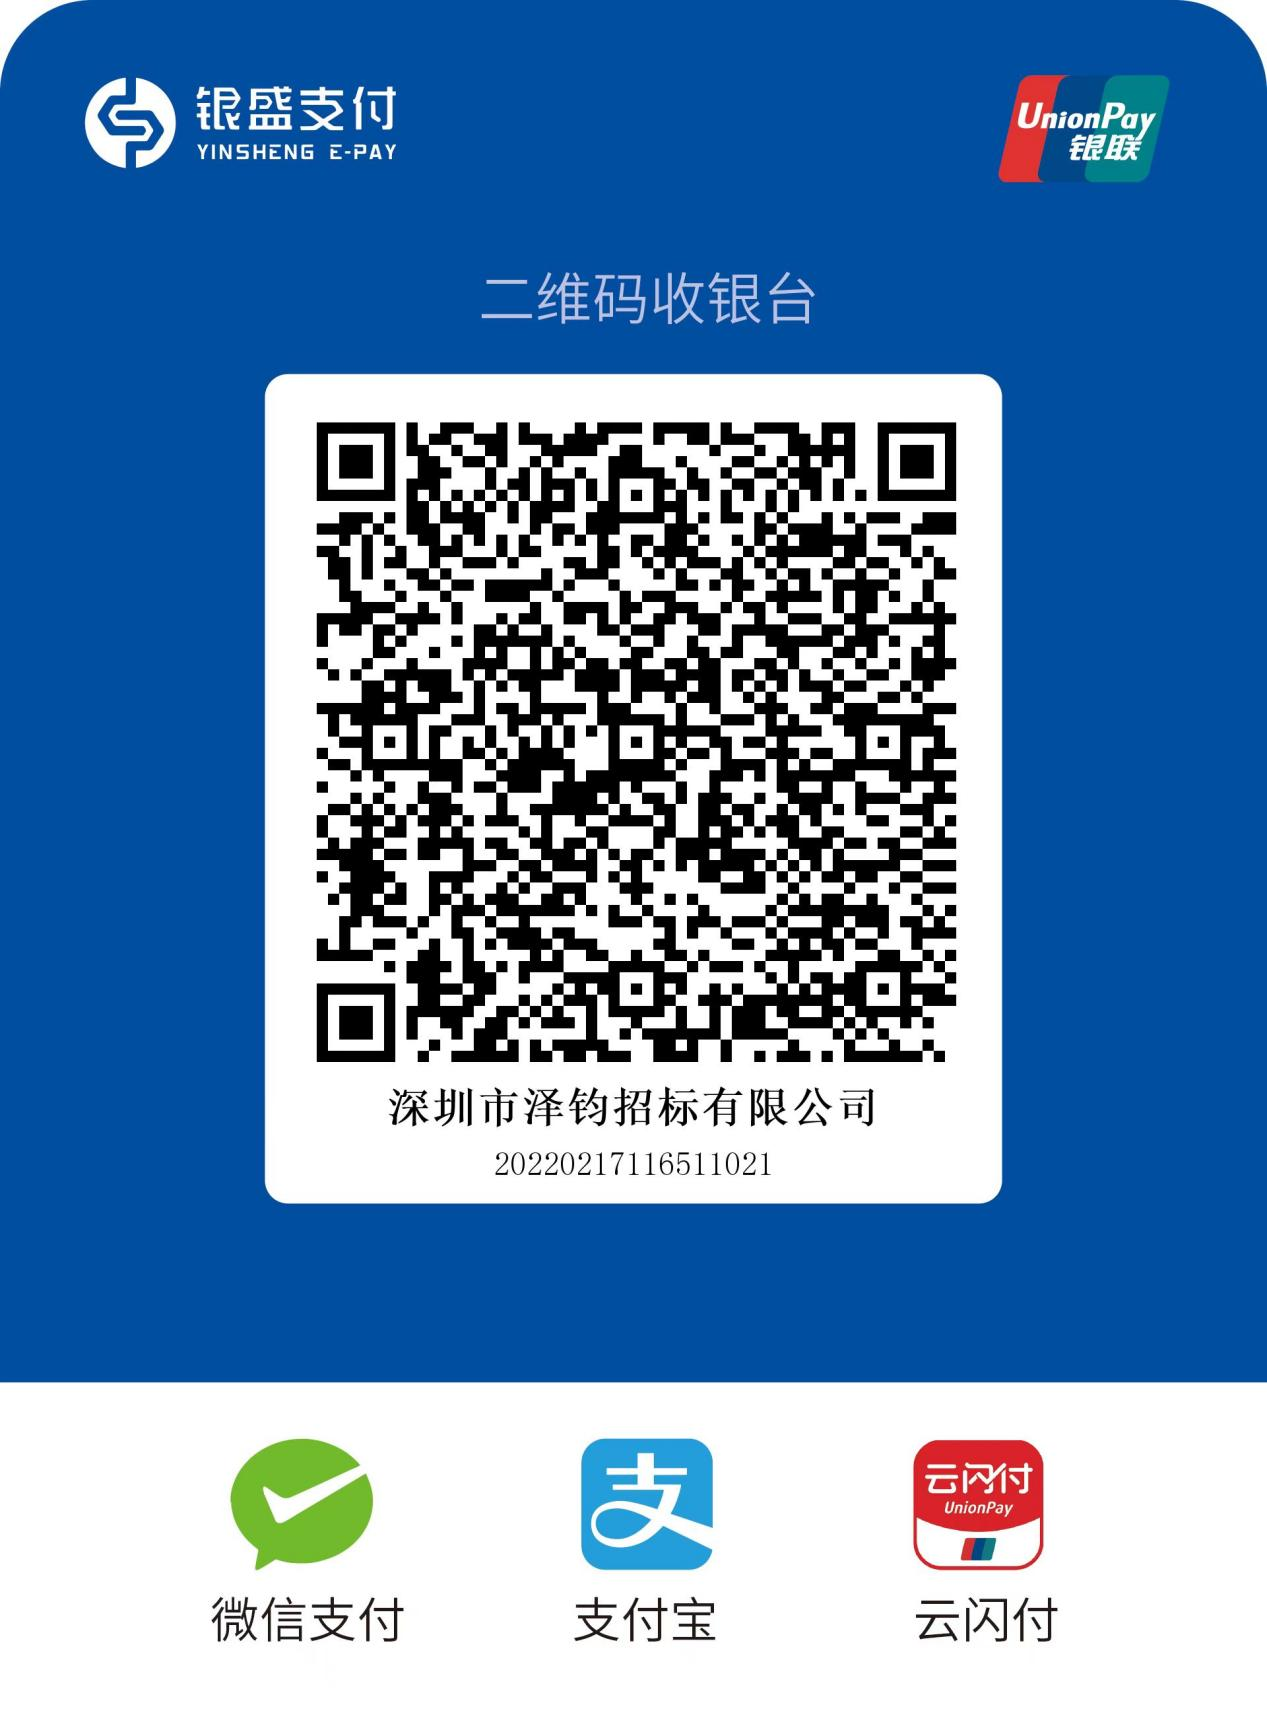 银盛支付
YINSHENG E-PAY
UnionPay
银联
二维码收银台
深圳市泽钧招标有限公司
20220217116511021
支
云闪付
UnionPay
微信支付
支付宝
云闪付